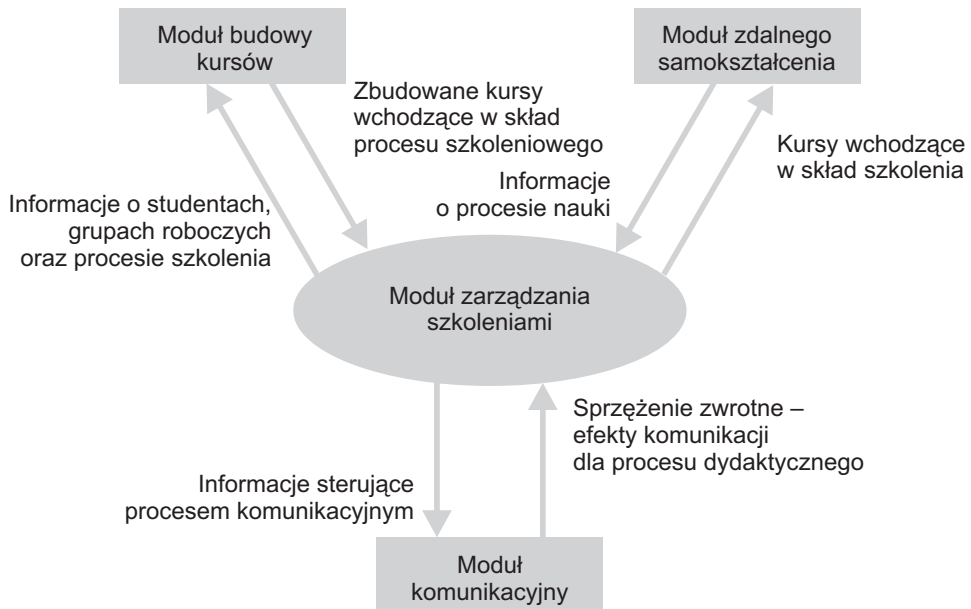 Moduł budowy
kursów
Moduł zdalnego
samokształcenia
Zbudowane kursy
wchodzące w skład
procesu szkoleniowego
Kursy wchodzące
w skład szkolenia
Informacje
o procesie nauki
Informacje o studentach,
grupach roboczych
oraz procesie szkolenia
Moduł zarządzania
szkoleniami
Sprzężenie zwrotne –
efekty komunikacji
dla procesu dydaktycznego
Informacje sterujące
procesem komunikacyjnym
Moduł
komunikacyjny